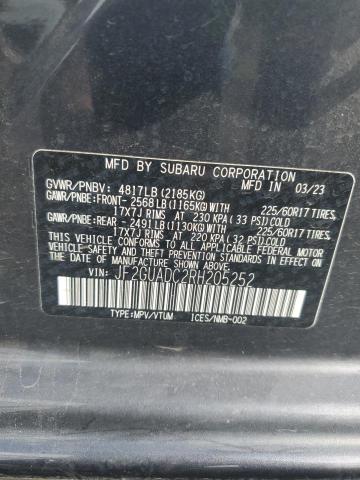 MFD BY SUBARU CORPORATION MFD IN 03/23
GVWR/PNBV: 4817LB(2185KG)
GAWR/PNBE:FRONT- 2568LB(1165KG)WITH 225/60R17 TIRES,
17X7J RIMS AT 230 KPA(33 PSI)COLD
GAWR/PNBE:REAR - 2491LB(1130KG)WITH 225/60R17 TIRES,
17X7J RIMS AT 220 KPA(32 PSI)COLD
THIS VEHICLE CONFORMS TO ALL APPLICABLE FEDERAL MOTOR
VEHICLE SAFETY STANDARDS IN EFFECT ON THE DATE OF
MANUFACTURE SHOWN ABOVE.
VIN: JF2GUADC2RH205252
TYPE:MPV/VTUM ICES/NMB-002